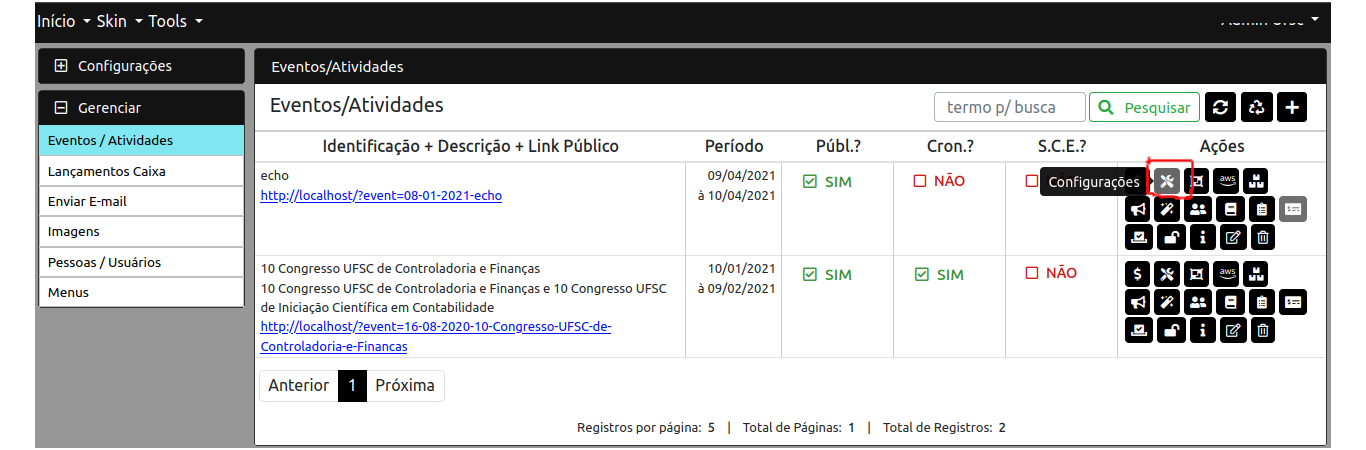 Início Skin Tools
Configurações
Gerenciar
Eventos / Atividades
Lançamentos Caixa
Enviar E-mail
Imagens
Pessoas / Usuários
Menus
Eventos/Atividades
Eventos/Atividades
termo p/ busca Pesquisar
Identificação + Descrição + Link Público Período Públ.? Cron.? S.C.E.? Ações
echo 09/04/2021 SIM NÃO Configurações aws
http://localhost/?event=08-01-2021-echo à 10/04/2021
10 Congresso UFSC de Controladoria e Finanças 10/01/2021 SIM SIM NÃO $ aws
10 Congresso UFSC de Controladoria e Finanças e 10 Congresso UFSC à 09/02/2021
de Iniciação Científica em Contabilidade
http://localhost/?event=16-08-2020-10-Congresso-UFSC-de-
Controladoria-e-Financas
Anterior 1 Próxima
Registros por página: 5 | Total de Páginas: 1 | Total de Registros: 2